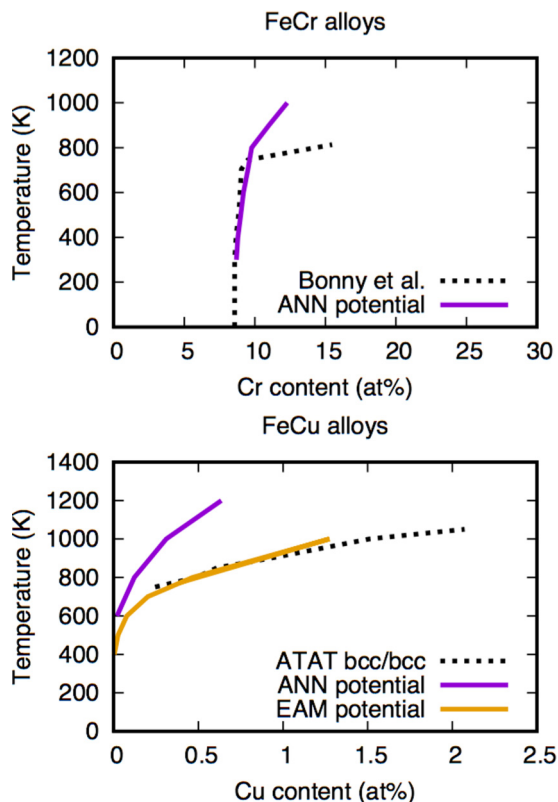 FeCr alloys
1200
1000
800
600
400
200
0
Temperature (K)
Bonny et al.
ANN potential
0 5 10 15 20 25 30
Cr content (at%)
FeCu alloys
1400
1200
1000
800
600
400
200
0
Temperature (K)
ATAT bcc/bcc
ANN potential
EAM potential
0 0.5 1 1.5 2 2.5
Cu content (at%)